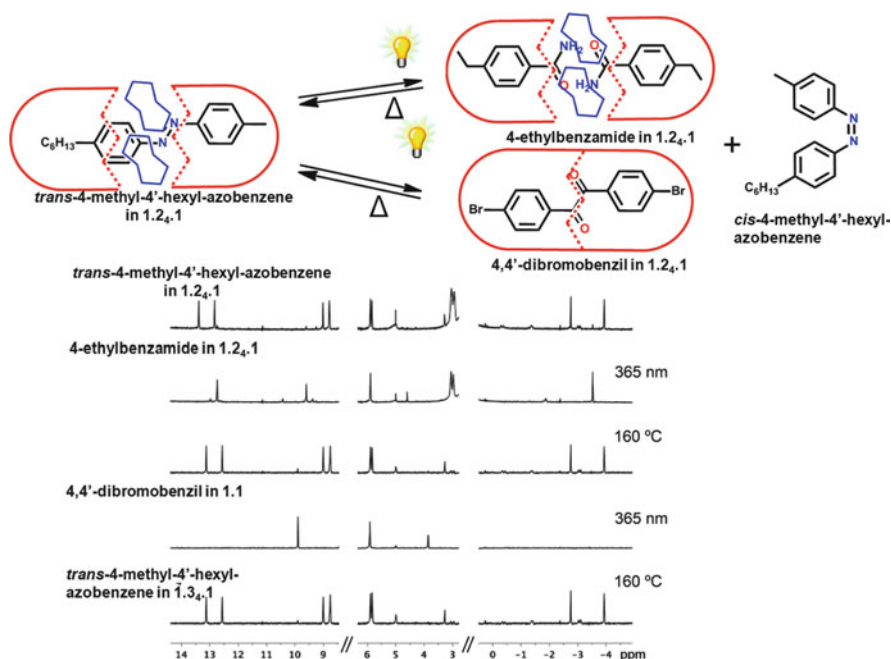 NH2
O
O
H2N
Δ
4-ethylbenzamide in 1.24.1
C6H13
N
N
trans-4-methyl-4'-hexyl-azobenzene
in 1.24.1
Δ
Br
O
O
Br
4,4'-dibromobenzil in 1.24.1
+
N
N
C6H13
cis-4-methyl-4'-hexyl-
azobenzene
trans-4-methyl-4'-hexyl-azobenzene
in 1.24.1
4-ethylbenzamide in 1.24.1
365 nm
160 ºC
4,4'-dibromobenzil in 1.1
365 nm
trans-4-methyl-4'-hexyl-
azobenzene in 1.34.1
160 ºC
14 13 12 11 10 9 // 6 5 4 3 // 0 -1 -2 -3 -4 ppm